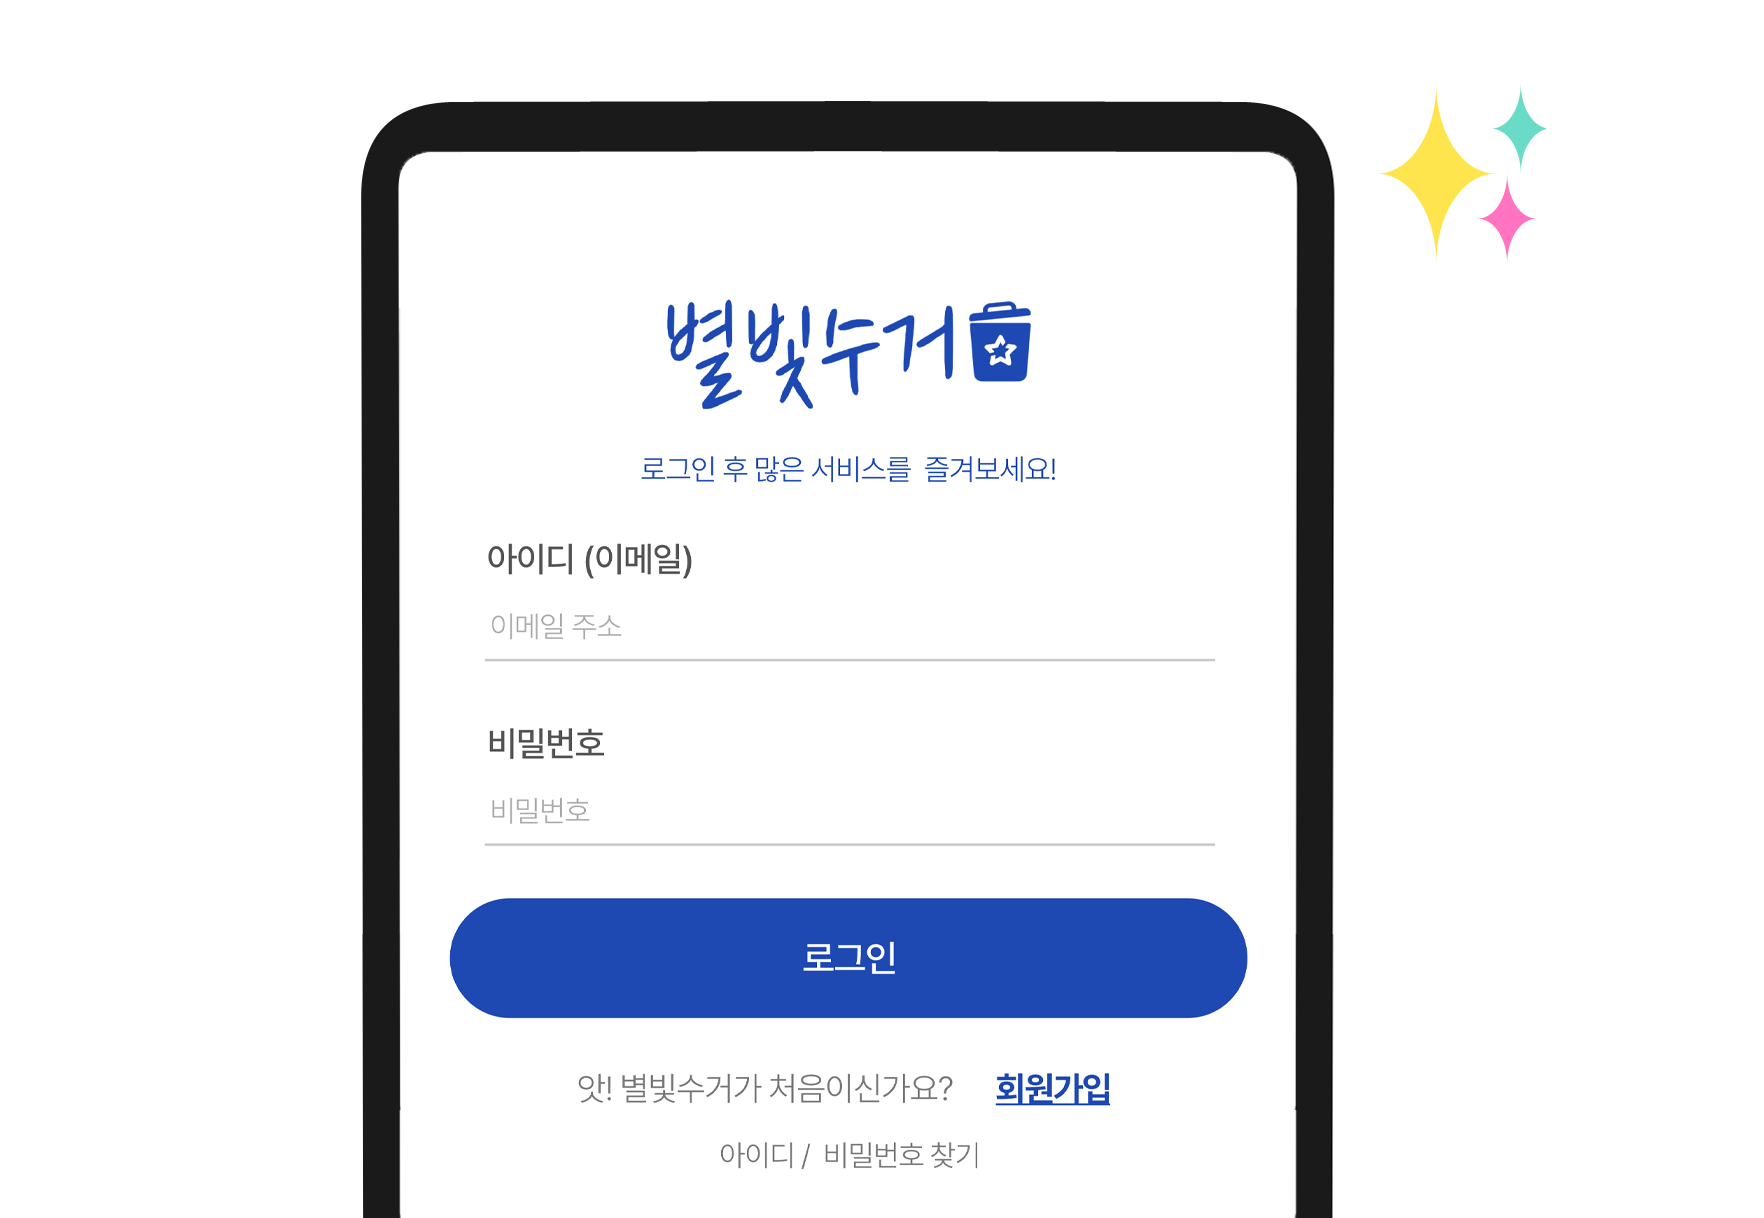 별빛수거
로그인 후 많은 서비스를 즐겨보세요!
아이디 (이메일)
이메일 주소
비밀번호
비밀번호
로그인
앗! 별빛수거가 처음이신가요? 회원가입
아이디 / 비밀번호 찾기